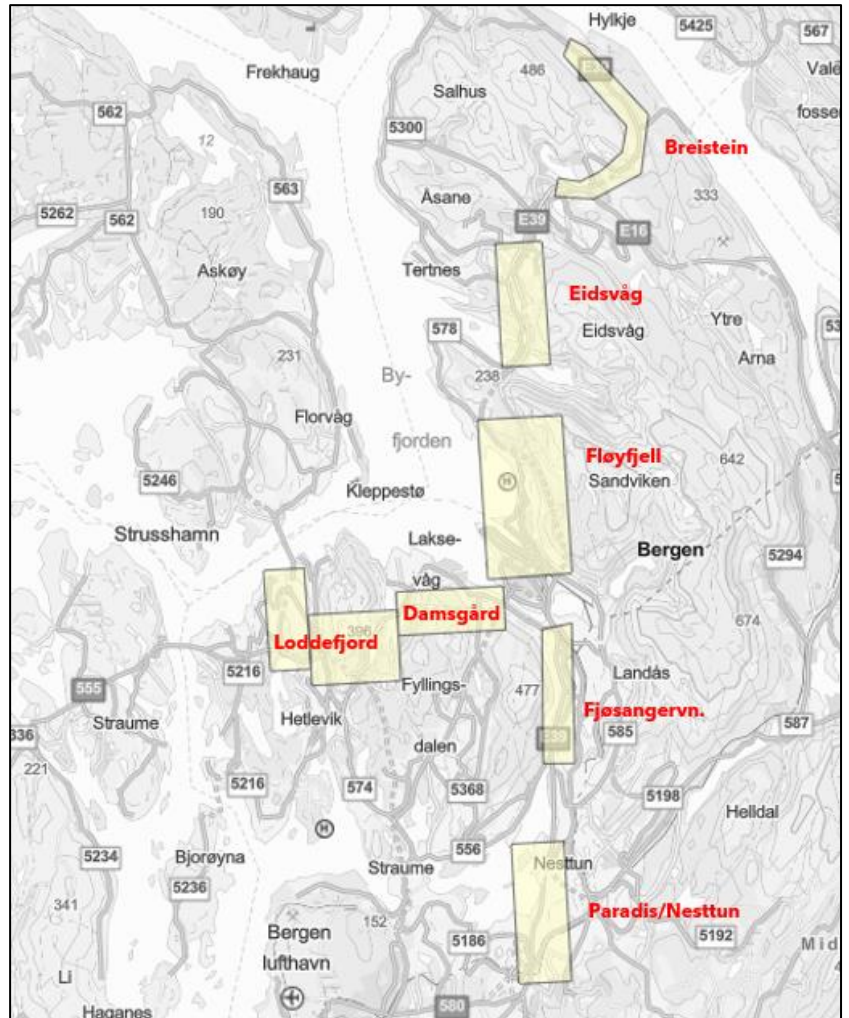 Hylkje
5425
567
Frekhaug
486
E39
Salhus
562
5300
12
Breistein
563
5262
562
190
Åsane
333
E39
E16
Askøy
Tertnes
Eidsvåg
578
Eidsvåg
Ytre
Arna
231
By-
238
Florvåg
fjorden
Fløyfjell
642
5246
Kleppestø
H
Sandviken
Strusshamn
Lakse-
Bergen
5294
våg
Damsgård
674
396
Loddefjord
5216
Landås
555
Fyllings-
477
Fjøsangervn.
Straume
Hetlevik
585
587
336
dalen
E39
221
5216
574
5368
5198
Helldal
H
5234
Bjorøyna
556
Straume
Nesttun
5236
341
Paradis/Nesttun
152
Bergen
5186
5192
Li
lufthavn
580
Haganes